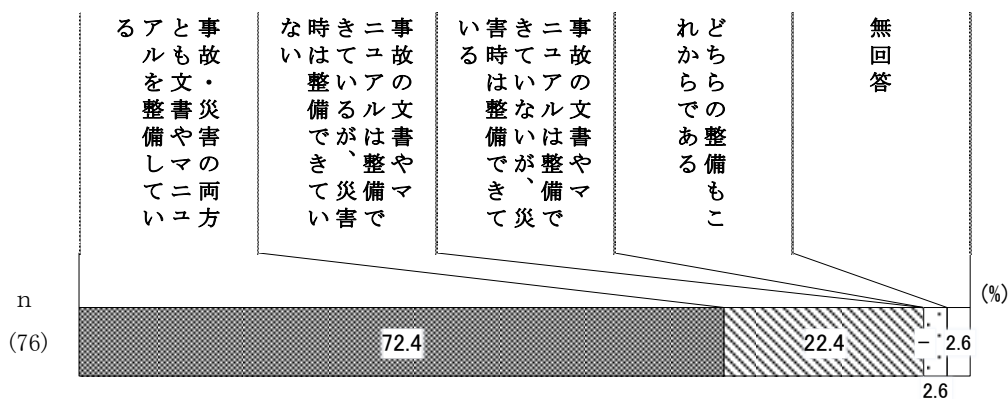 事故・災害の両方
とも文書やマニュ
アルを整備してい
る
事故の文書やマ
ニュアルは整備で
きているが、災害
時は整備できてい
ない
事故の文書やマ
ニュアルは整備で
きていないが、災
害時は整備できて
いる
どちらの整備もこ
れからである
無回答
n
(%)
(76)
72.4
22.4
－
2.6
2.6